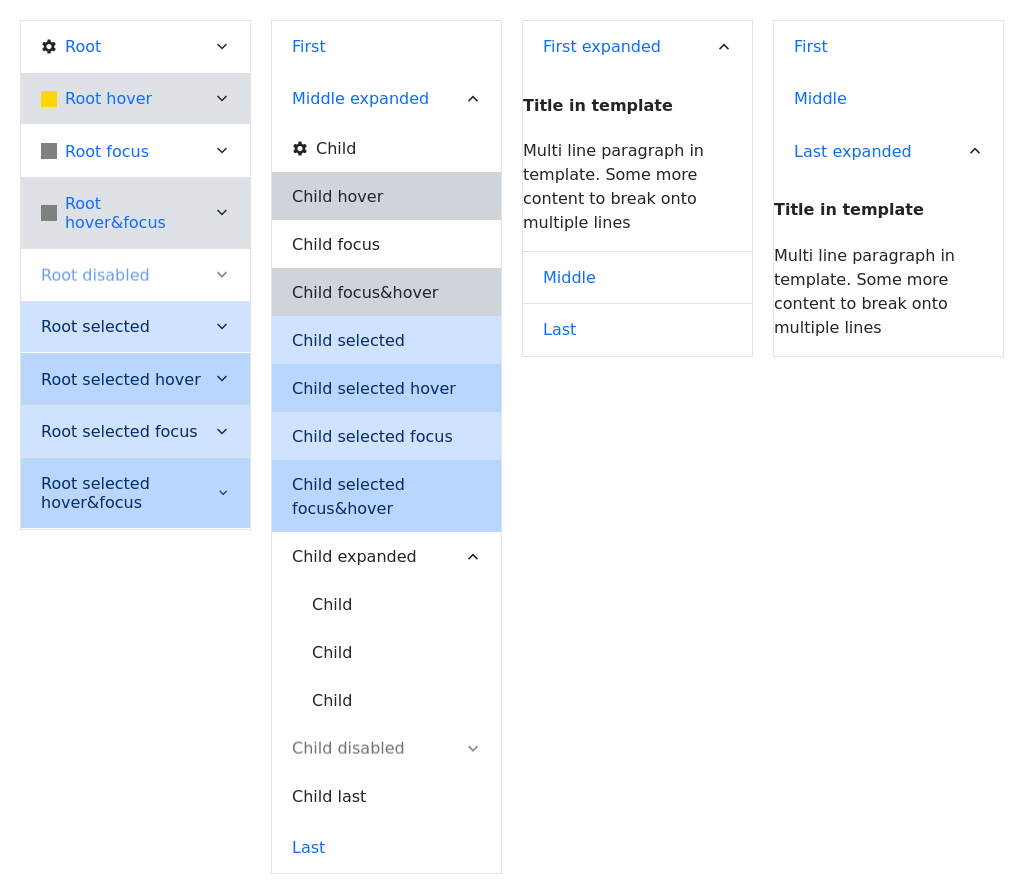 Root
Root hover
Root focus
Root
hover&focus
Root disabled
Root selected
Root selected hover
Root selected focus
Root selected
hover&focus
First
Middle expanded
Child
Child hover
Child focus
Child focus&hover
Child selected
Child selected hover
Child selected focus
Child selected
focus&hover
Child expanded
Child
Child
Child
Child disabled
Child last
Last
First expanded
Title in template
Multi line paragraph in
template. Some more
content to break onto
multiple lines
Middle
Last
First
Middle
Last expanded
Title in template
Multi line paragraph in
template. Some more
content to break onto
multiple lines